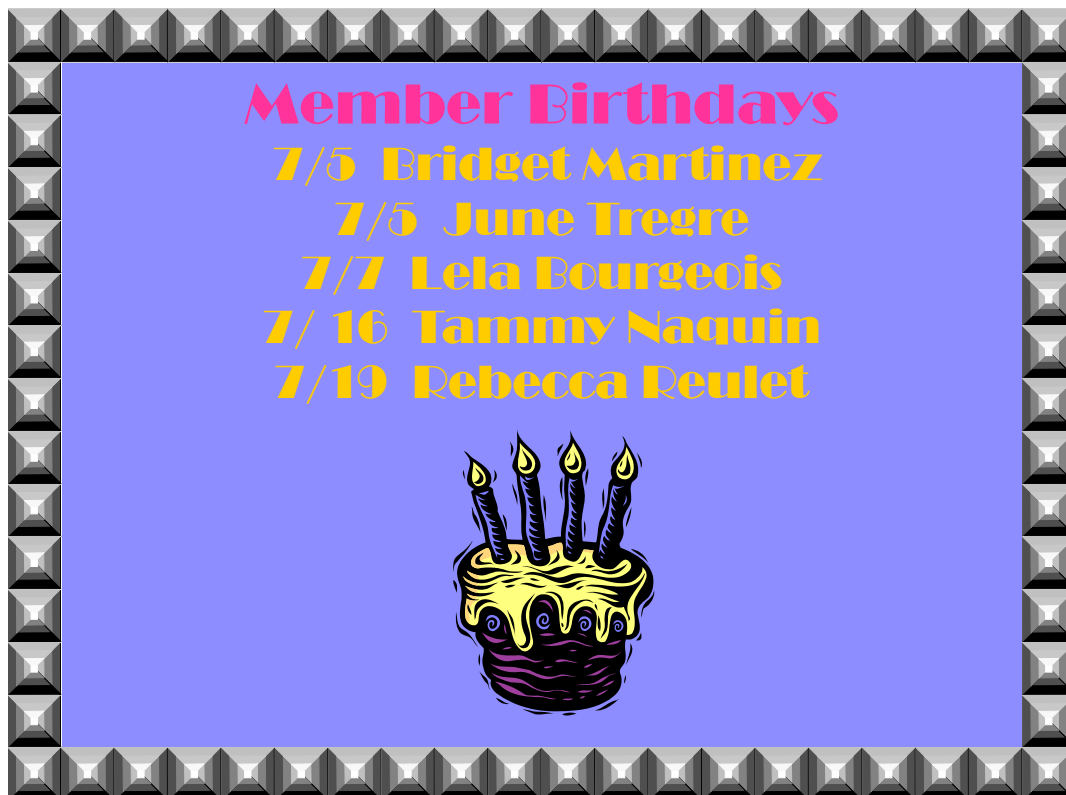 Member Birthdays
7/5  Bridget Martinez
7/5  June Tregre
7/7  Lela Bourgeois
7/ 16  Tammy Naquin
7/19  Rebecca Reulet